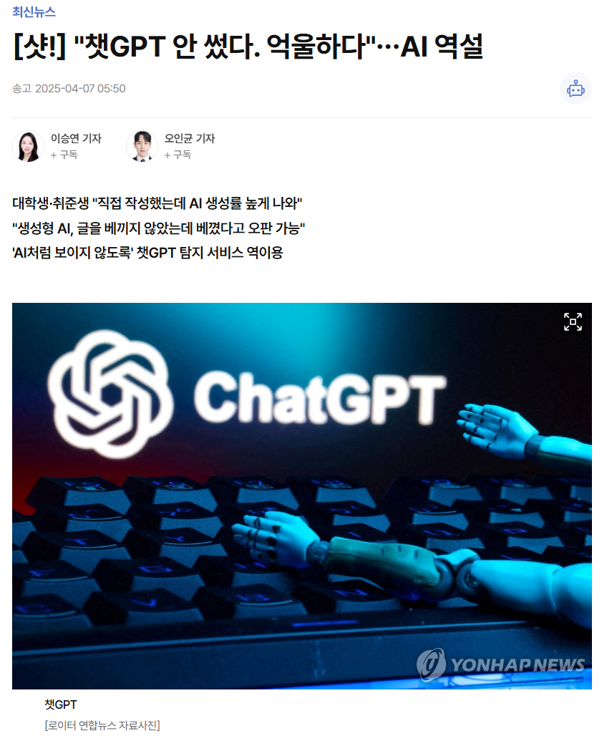 최신뉴스
[샷!] "챗GPT 안 썼다. 억울하다"…AI 역설
송고 2025-04-07 05:50
이승연 기자
+ 구독
오인균 기자
+ 구독
대학생·취준생 "직접 작성했는데 AI 생성률 높게 나와"
"생성형 AI, 글을 베끼지 않았는데 베꼈다고 오판 가능"
'AI처럼 보이지 않도록' 챗GPT 탐지 서비스 역이용
ChatGPT
YONHAP NEWS
챗GPT
[로이터 연합뉴스 자료사진]